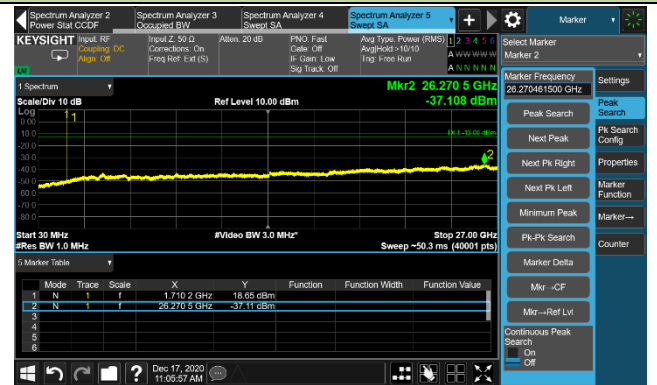 Spectrum Analyzer 2
Power Stat CCDF
Spectrum Analyzer 3
Occupied BW
Spectrum Analyzer 4
Swept SA
Spectrum Analyzer 5
Swept SA
+
Marker
KEYSIGHT
Input: RF
Coupling: DC
Align: Off
Input Z: 50 Ω
Corrections: On
Freq Ref: Ext (S)
Atten: 20 dB
PNO: Fast
Gate: Off
IF Gain: Low
Sig Track: Off
Avg Type: Power (RMS)
Avg|Hold:>10/10
Trig: Free Run
1 2 3 4 5 6
A W W W W W
A N N N N N
LXI
Select Marker
Marker 2
1 Spectrum
Scale/Div 10 dB
Log
Ref Level 10.00 dBm
Mkr2 26.270 5 GHz
-37.108 dBm
0.00
-10.0
-20.0
-30.0
-40.0
-50.0
-60.0
-70.0
-80.0
1
2
DL1 -13.00 dBm
Start 30 MHz
#Res BW 1.0 MHz
#Video BW 3.0 MHz*
Stop 27.00 GHz
Sweep ~50.3 ms (40001 pts)
5 Marker Table
Mode Trace Scale X Y Function Function Width Function Value
1 N 1 f 1.710 2 GHz 18.65 dBm
2 N 1 f 26.270 5 GHz -37.11 dBm
3
4
5
6
Marker Frequency
26.270461500 GHz
Peak Search
Next Peak
Next Pk Right
Next Pk Left
Minimum Peak
Pk-Pk Search
Marker Delta
Mkr→CF
Mkr→Ref Lvl
Continuous Peak
Search
On
Off
Settings
Peak
Search
Pk Search
Config
Properties
Marker
Function
Marker→
Counter
?
Dec 17, 2020
11:05:57 AM